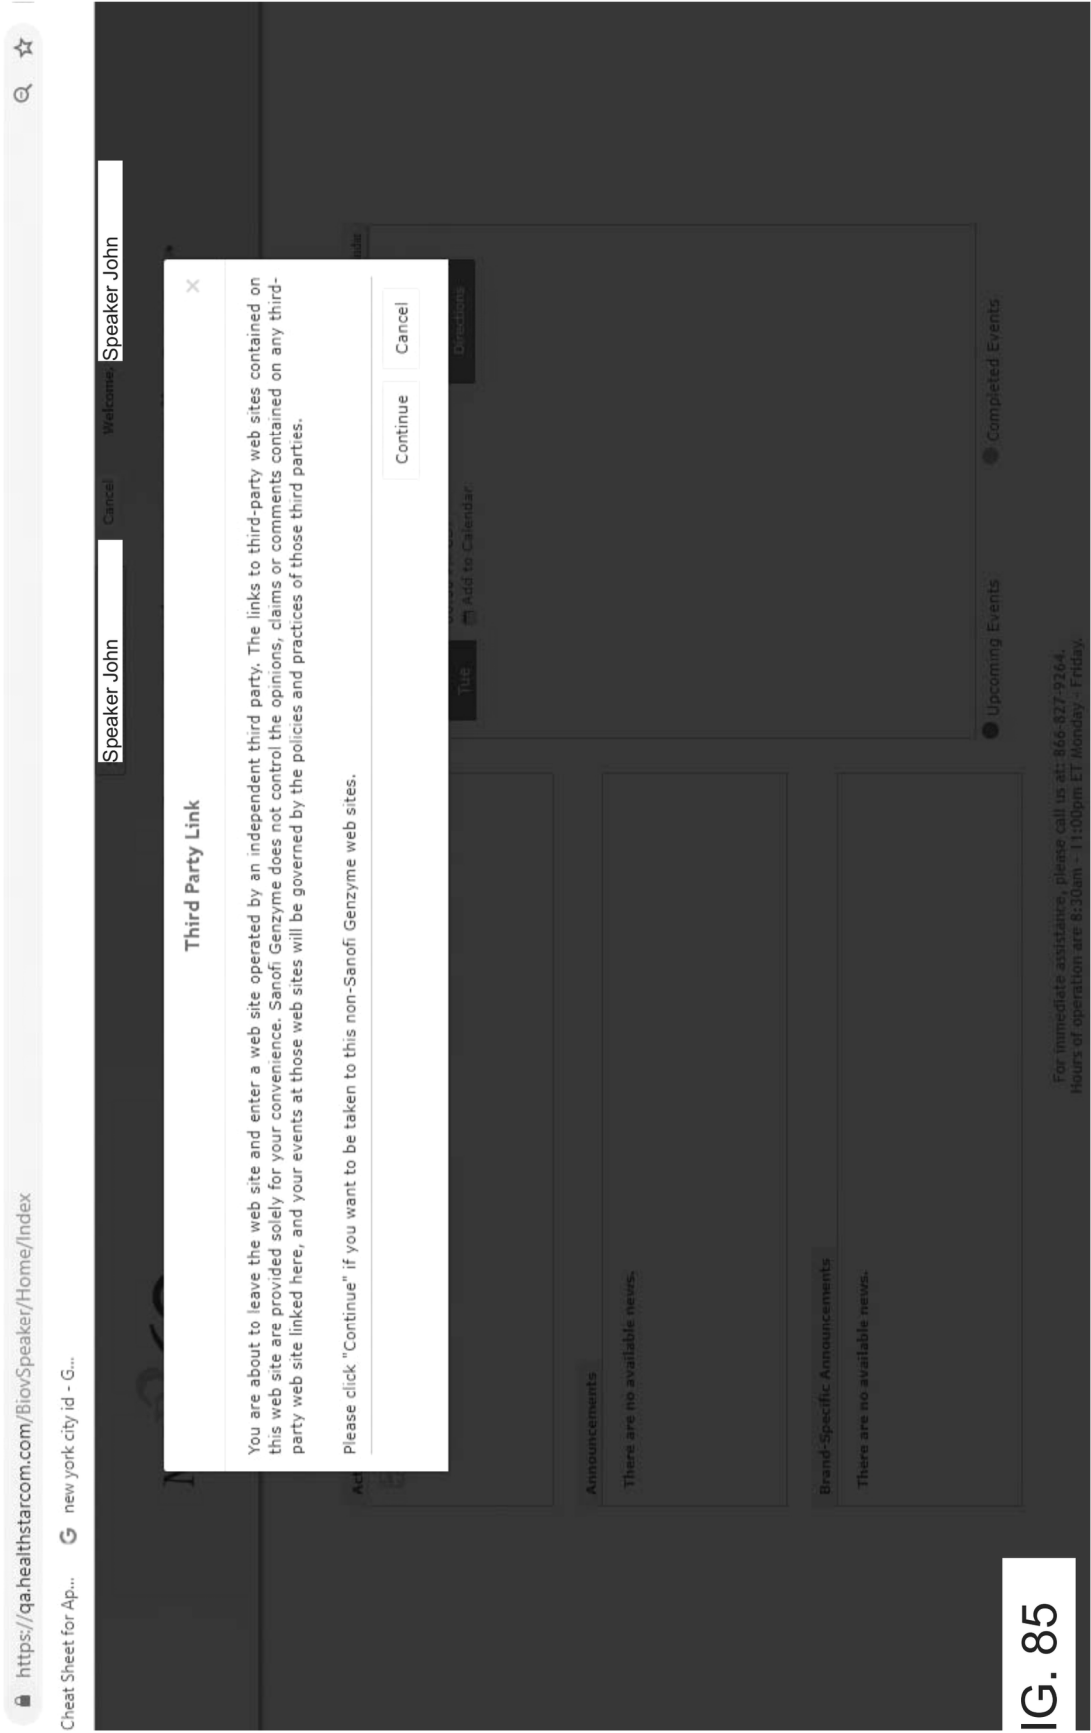 https://qa.healthstarcom.com/BiovSpeaker/Home/Index
Cheat Sheet for Ap... G new york city id - G...
Speaker John Cancel Welcome, Speaker John
Third Party Link ×
You are about to leave the web site and enter a web site operated by an independent third party. The links to third-party web sites contained on
this web site are provided solely for your convenience. Sanofi Genzyme does not control the opinions, claims or comments contained on any third-
party web site linked here, and your events at those web sites will be governed by the policies and practices of those third parties.
Please click "Continue" if you want to be taken to this non-Sanofi Genzyme web sites.
Continue Cancel
Tue Add to Calendar Directions
Announcements
There are no available news.
Brand-Specific Announcements
There are no available news.
Upcoming Events Completed Events
For immediate assistance, please call us at: 866-827-9264.
Hours of operation are 8:30am - 11:00pm ET Monday - Friday.
IG. 85